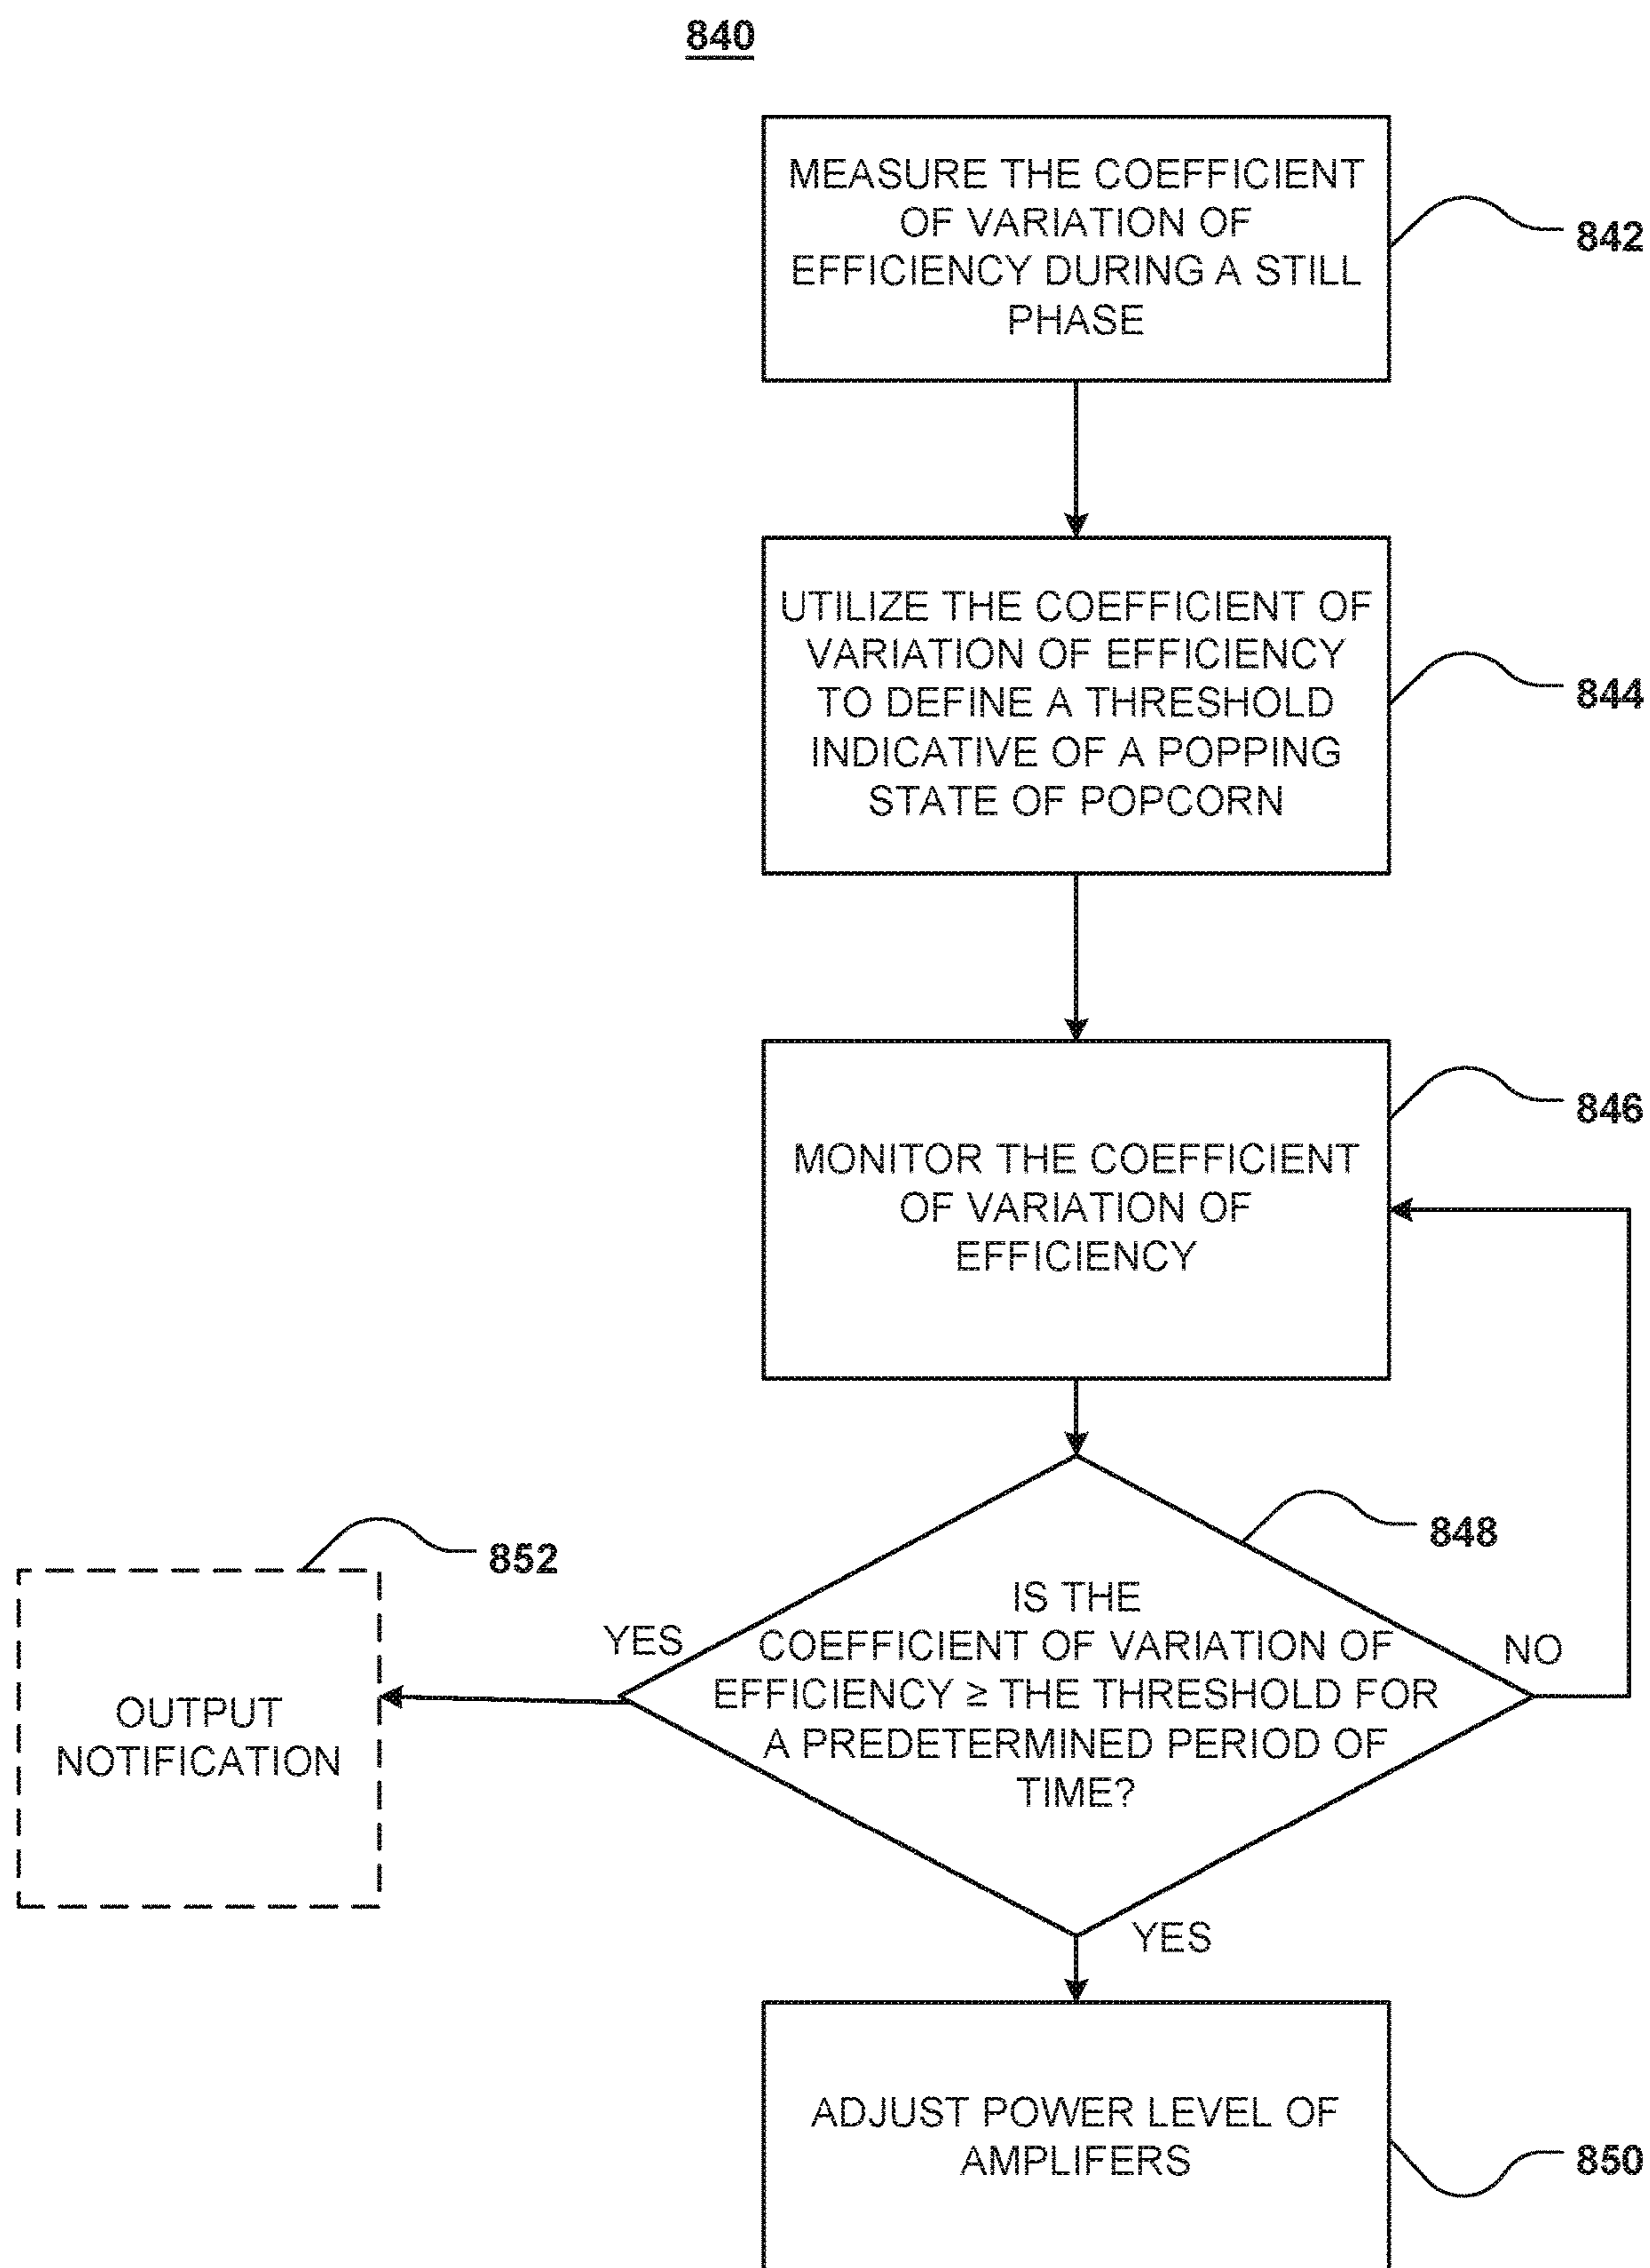 840
MEASURE THE COEFFICIENT
OF VARIATION OF
EFFICIENCY DURING A STILL
PHASE
842
UTILIZE THE COEFFICIENT OF
VARIATION OF EFFICIENCY
TO DEFINE A THRESHOLD
INDICATIVE OF A POPPING
STATE OF POPCORN
844
MONITOR THE COEFFICIENT
OF VARIATION OF
EFFICIENCY
846
IS THE
COEFFICIENT OF VARIATION OF
EFFICIENCY ≥ THE THRESHOLD FOR
A PREDETERMINED PERIOD OF
TIME?
848
YES
NO
OUTPUT
NOTIFICATION
852
YES
ADJUST POWER LEVEL OF
AMPLIFERS
850